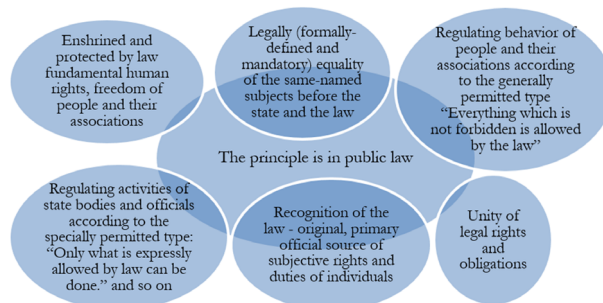 Enshrined and
protected by law
fundamental human
rights, freedom of
people and their
associations
Legally (formally-
defined and
mandatory) equality
of the same-named
subjects before the
state and the law
Regulating behavior of
people and their
associations according
to the generally
permitted type
“Everything which is
not forbidden is allowed
by the law”
The principle is in public law
Regulating activities of
state bodies and officials
according to the
specially permitted type:
“Only what is expressly
allowed by law can be
done.” and so on
Recognition of the
law - original, primary
official source of
subjective rights and
duties of individuals
Unity of
legal rights
and
obligations